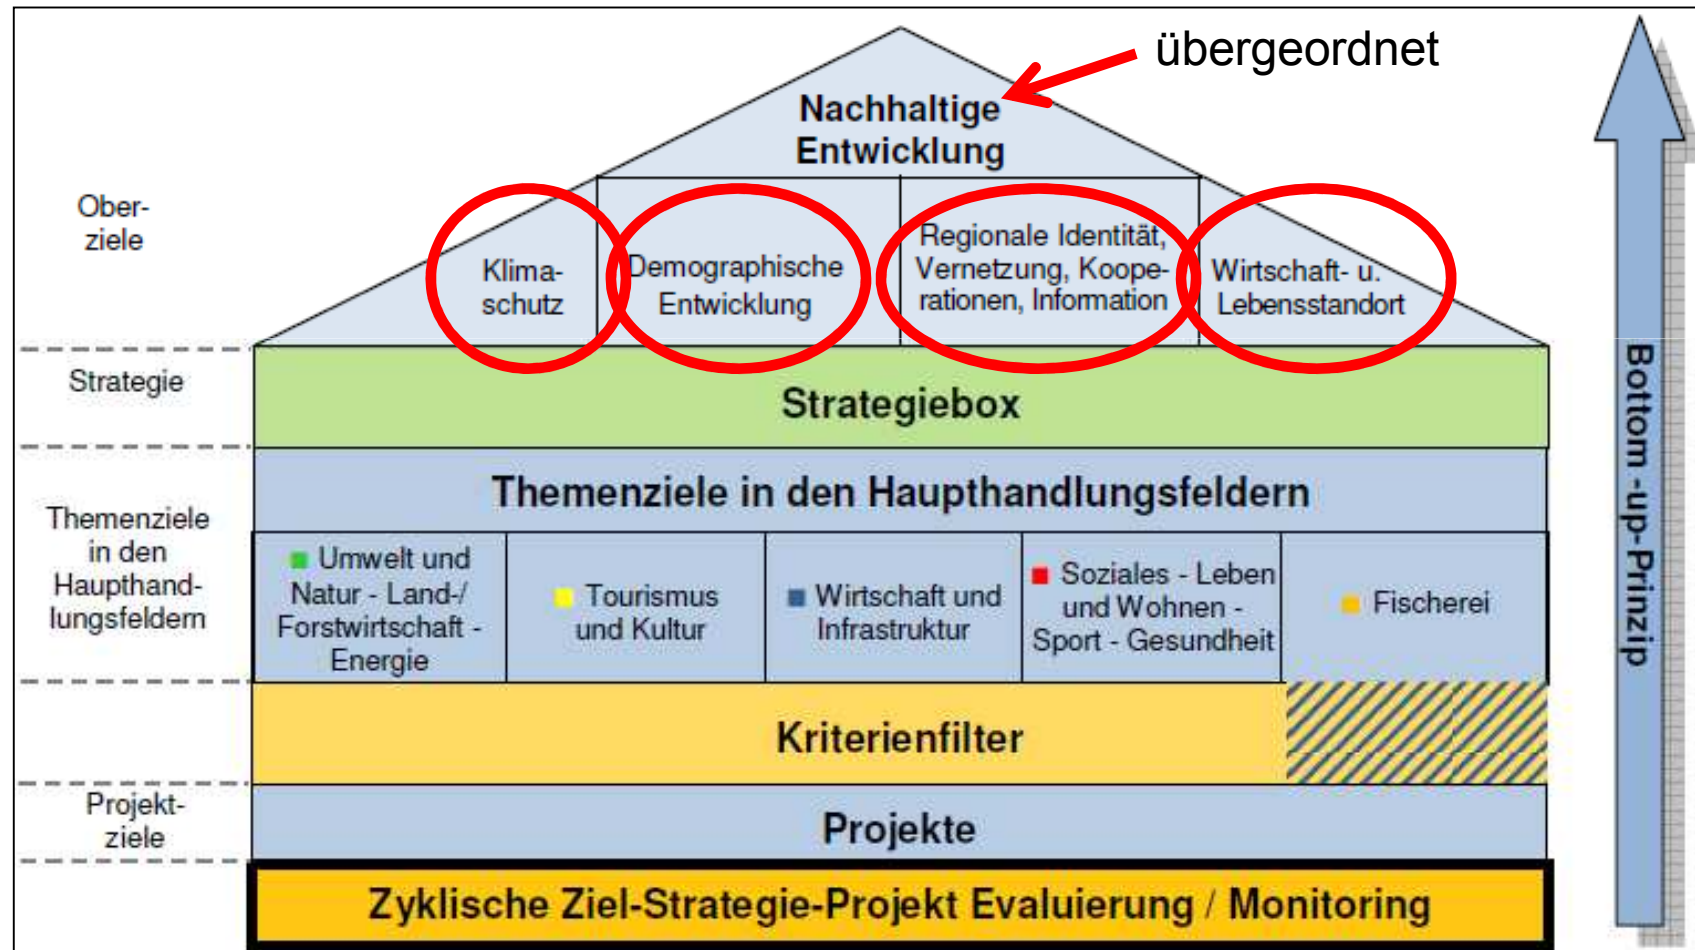 übergeordnet
Nachhaltige
Entwicklung
Ober-
ziele
Klima-
schutz
Demographische
Entwicklung
Regionale Identität,
Vernetzung, Koope-
rationen, Information
Wirtschaft- u.
Lebensstandort
Strategie
Strategiebox
Themenziele in den Haupthandlungsfeldern
Themenziele
in den
Haupthand-
lungsfeldern
Umwelt und
Natur - Land-/
Forstwirtschaft -
Energie
Tourismus
und Kultur
Wirtschaft und
Infrastruktur
Soziales - Leben
und Wohnen -
Sport - Gesundheit
Fischerei
Kriterienfilter
Projekt-
ziele
Projekte
Zyklische Ziel-Strategie-Projekt Evaluierung / Monitoring
Bottom -up-Prinzip